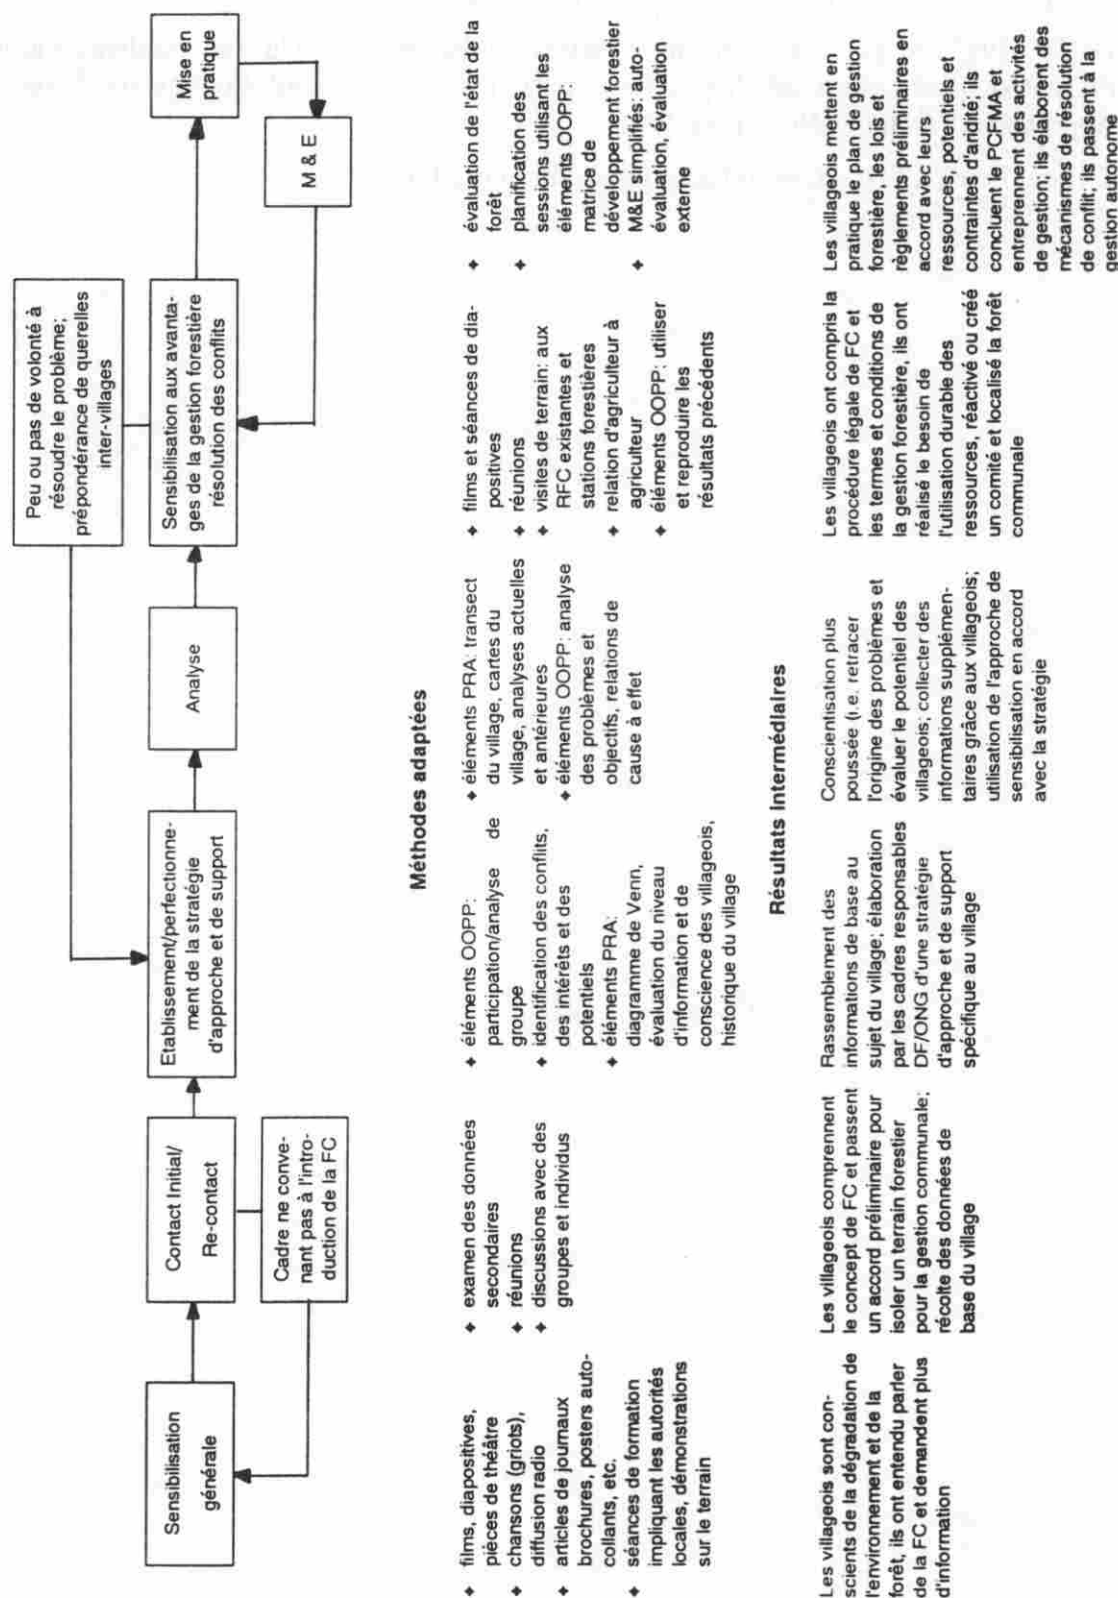 Sensibilisation
générale
Contact Initial/
Re-contact
Cadre ne conve-
nant pas à l'intro-
duction de la FC
Etablissement/perfectionne-
ment de la stratégie
d'approche et de support
Analyse
Peu ou pas de volonté à
résoudre le problème;
prépondérance de querelles
inter-villages
Sensibilisation aux avanta-
ges de la gestion forestière
résolution des conflits
Mise en
pratique
M & E
Méthodes adaptées
♦ films, diapositives,
pièces de théâtre
♦ chansons (griots),
diffusion radio
♦ articles de journaux
brochures, posters auto-
collants, etc.
♦ séances de formation
impliquant les autorités
locales, démonstrations
sur le terrain
♦ examen des données
secondaires
♦ réunions
♦ discussions avec des
groupes et individus
♦ éléments OOPP:
participation/analyse de
groupe
♦ identification des conflits,
des intérêts et des
potentiels
♦ éléments PRA:
diagramme de Venn,
évaluation du niveau
d'information et de
conscience des villageois,
historique du village
♦ éléments PRA: transect
du village, cartes du
village, analyses actuelles
et antérieures
♦ éléments OOPP: analyse
des problèmes et
objectifs, relations de
cause à effet
♦ films et séances de dia-
positives
♦ réunions
♦ visites de terrain: aux
RFC existantes et
stations forestières
♦ relation d'agriculteur à
agriculteur
♦ éléments OOPP: utiliser
et reproduire les
résultats précédents
♦ évaluation de l'état de la
forêt
♦ planification des
sessions utilisant les
éléments OOPP:
matrice de
développement forestier
♦ M&E simplifiés: auto-
évaluation, évaluation
externe
Résultats Intermédiaires
Les villageois sont con-
scients de la dégradation de
l'environnement et de la
forêt, ils ont entendu parler
de la FC et demandent plus
d'information
Les villageois comprennent
le concept de FC et passent
un accord préliminaire pour
isoler un terrain forestier
pour la gestion communale;
récolte des données de
base du village
Rassemblement des
informations de base au
sujet du village; élaboration
par les cadres responsables
DF/ONG d'une stratégie
d'approche et de support
spécifique au village
Conscientisation plus
poussée (i.e. retracer
l'origine des problèmes et
évaluer le potentiel des
villageois; collecter des
informations supplémen-
taires grâce aux villageois;
utilisation de l'approche de
sensibilisation en accord
avec la stratégie
Les villageois ont compris la
procédure légale de FC et
les termes et conditions de
la gestion forestière, ils ont
réalisé le besoin de
l'utilisation durable des
ressources, réactivé ou créé
un comité et localisé la forêt
communale
Les villageois mettent en
pratique le plan de gestion
forestière, les lois et
règlements préliminaires en
accord avec leurs
ressources, potentiels et
contraintes d'aridité; ils
concluent le PCFMA et
entreprennent des activités
de gestion; ils élaborent des
mécanismes de résolution
de conflit; ils passent à la
gestion autonome